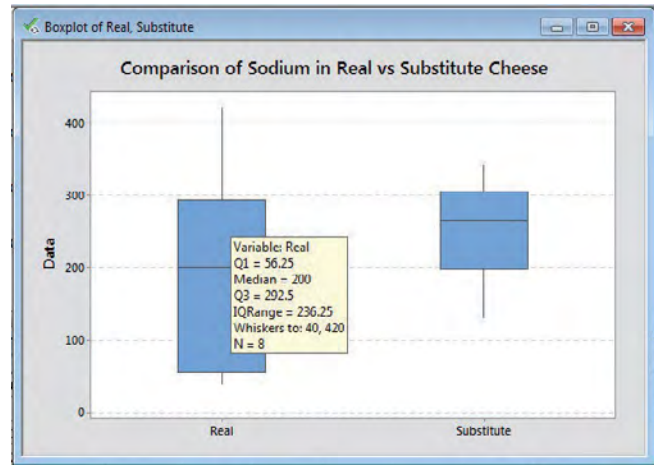 Boxplot of Real, Substitute
Comparison of Sodium in Real vs Substitute Cheese
400
300
200
100
0
Data
Variable: Real
Q1 = 56.25
Median = 200
Q3 = 292.5
IQRange = 236.25
Whiskers to: 40, 420
N = 8
Real
Substitute